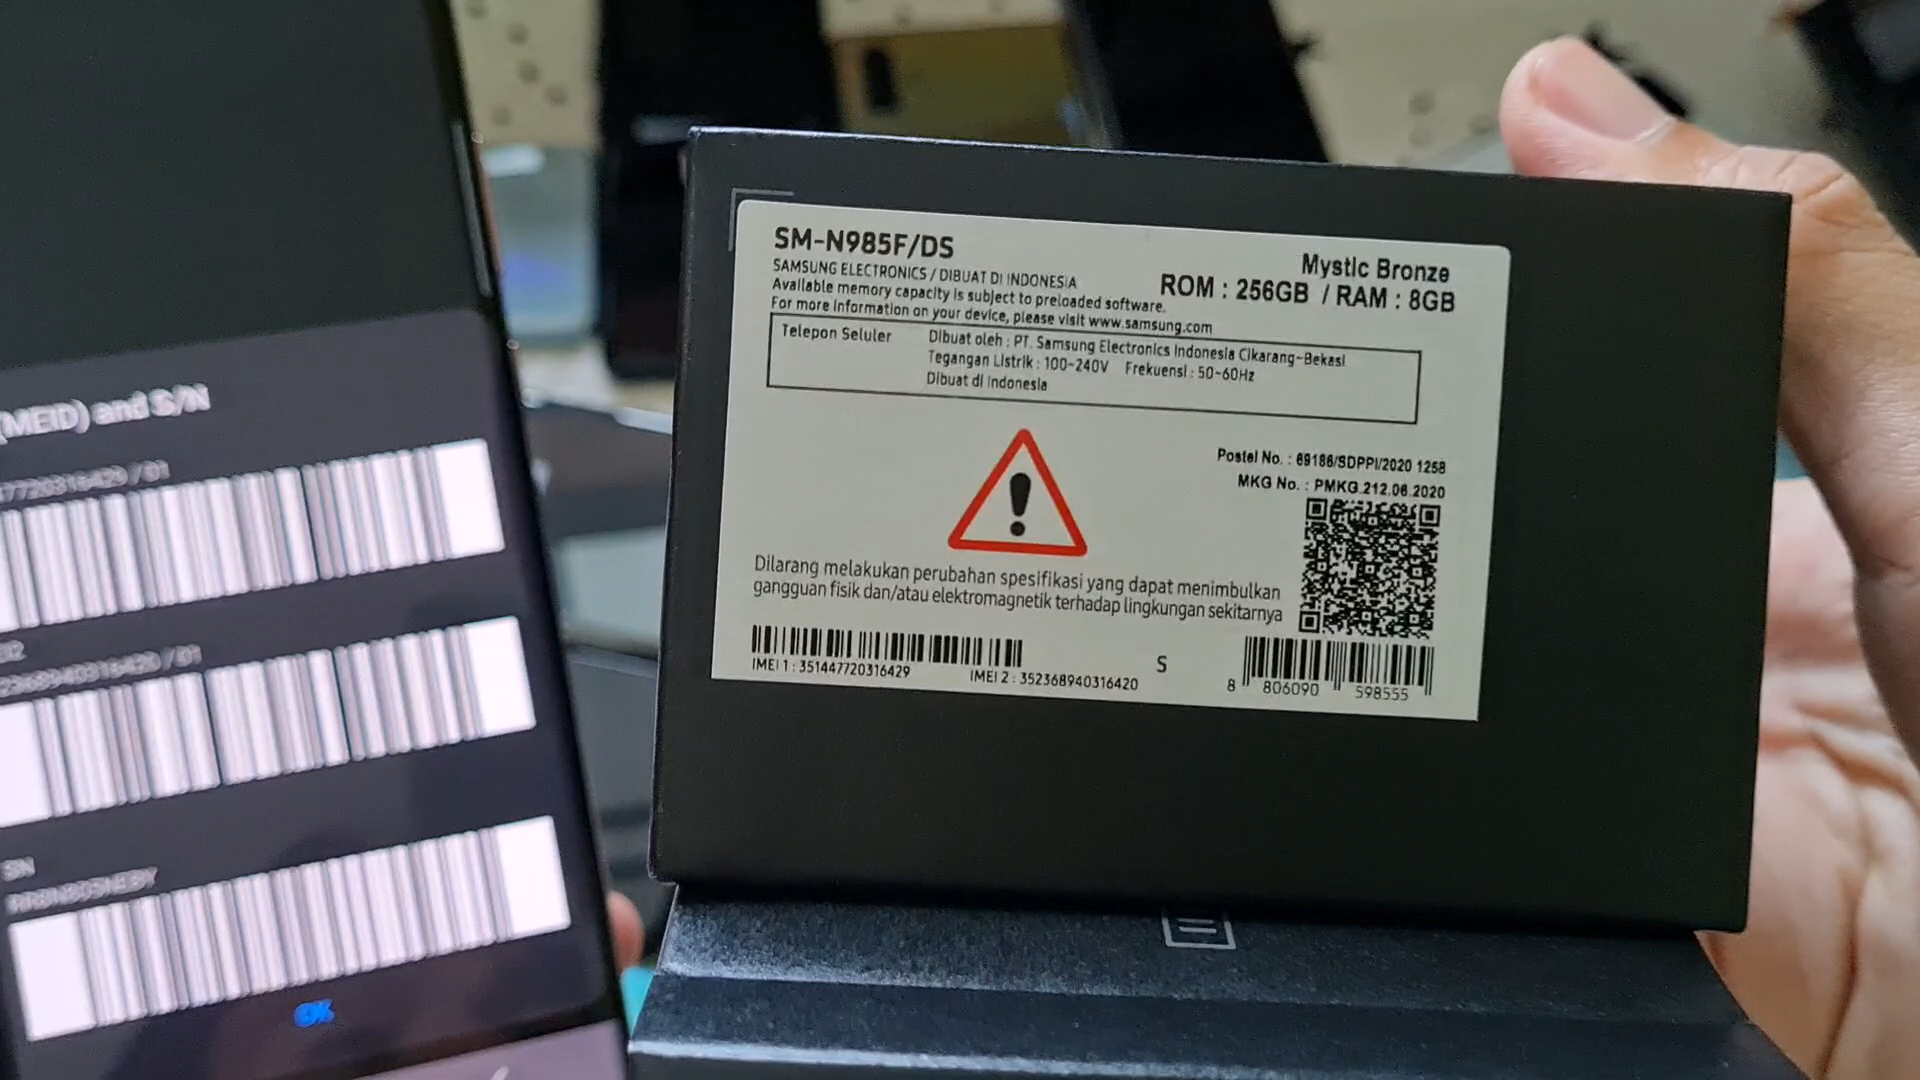 (MEID) and S/N
OK
SM-N985F/DS
Mystic Bronze
SAMSUNG ELECTRONICS / DIBUAT DI INDONESIA
ROM : 256GB / RAM : 8GB
Available memory capacity is subject to preloaded software.
For more information on your device, please visit www.samsung.com
Telepon Seluler
Dibuat oleh : PT. Samsung Electronics Indonesia Cikarang-Bekasi
Tegangan Listrik : 100~240V Frekuensi : 50~60Hz
Dibuat di Indonesia
Postel No. : 69186/SDPPI/2020 1258
MKG No. : PMKG.212.06.2020
Dilarang melakukan perubahan spesifikasi yang dapat menimbulkan
gangguan fisik dan/atau elektromagnetik terhadap lingkungan sekitarnya
IMEI 1 : 351447720316429
IMEI 2 : 352368940316420
S
8 806090 598555